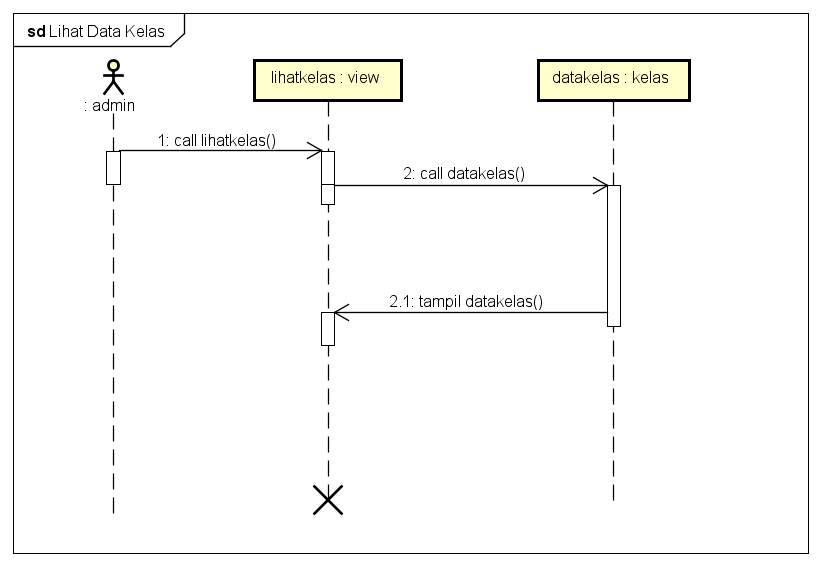 sd Lihat Data Kelas
: admin
lihatkelas : view
datakelas : kelas
1: call lihatkelas()
2: call datakelas()
2.1: tampil datakelas()